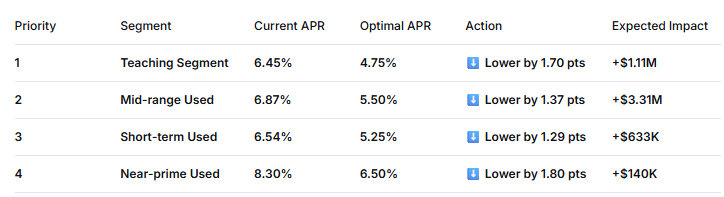 Priority Segment Current APR Optimal APR Action Expected Impact
1 Teaching Segment 6.45% 4.75% ⬇️ Lower by 1.70 pts +$1.11M
2 Mid-range Used 6.87% 5.50% ⬇️ Lower by 1.37 pts +$3.31M
3 Short-term Used 6.54% 5.25% ⬇️ Lower by 1.29 pts +$633K
4 Near-prime Used 8.30% 6.50% ⬇️ Lower by 1.80 pts +$140K